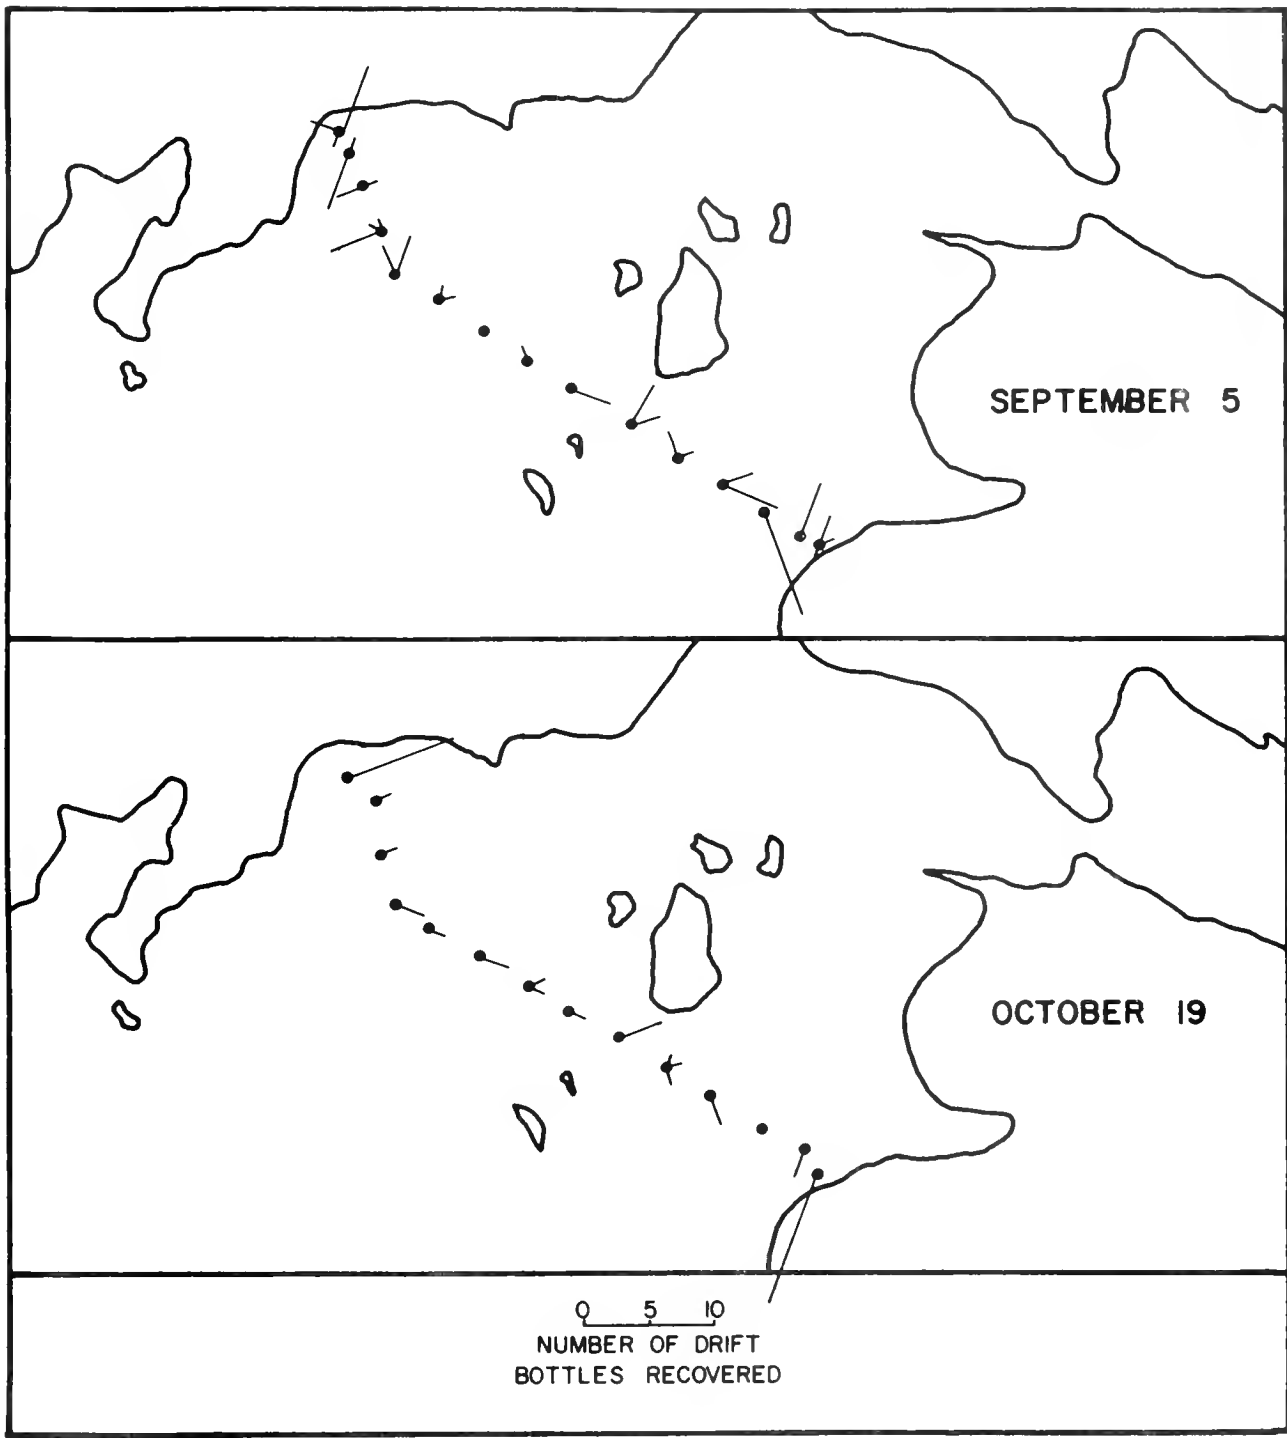 SEPTEMBER 5
OCTOBER 19
0 5 10
NUMBER OF DRIFT
BOTTLES RECOVERED